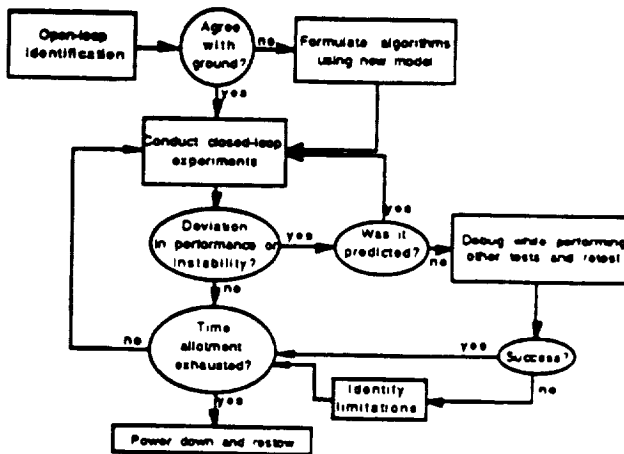 Open-loop
Identification
Agree
with
ground?
no
Formulate algorithms
using new model
yes
Conduct closed-loop
experiments
Deviation
in performance or
instability?
yes
Was it
predicted?
yes
no
Debug while performing
other tests and retest
no
Time
allotment
exhausted?
no
yes
Success?
no
Identify
limitations
yes
Power down and restow